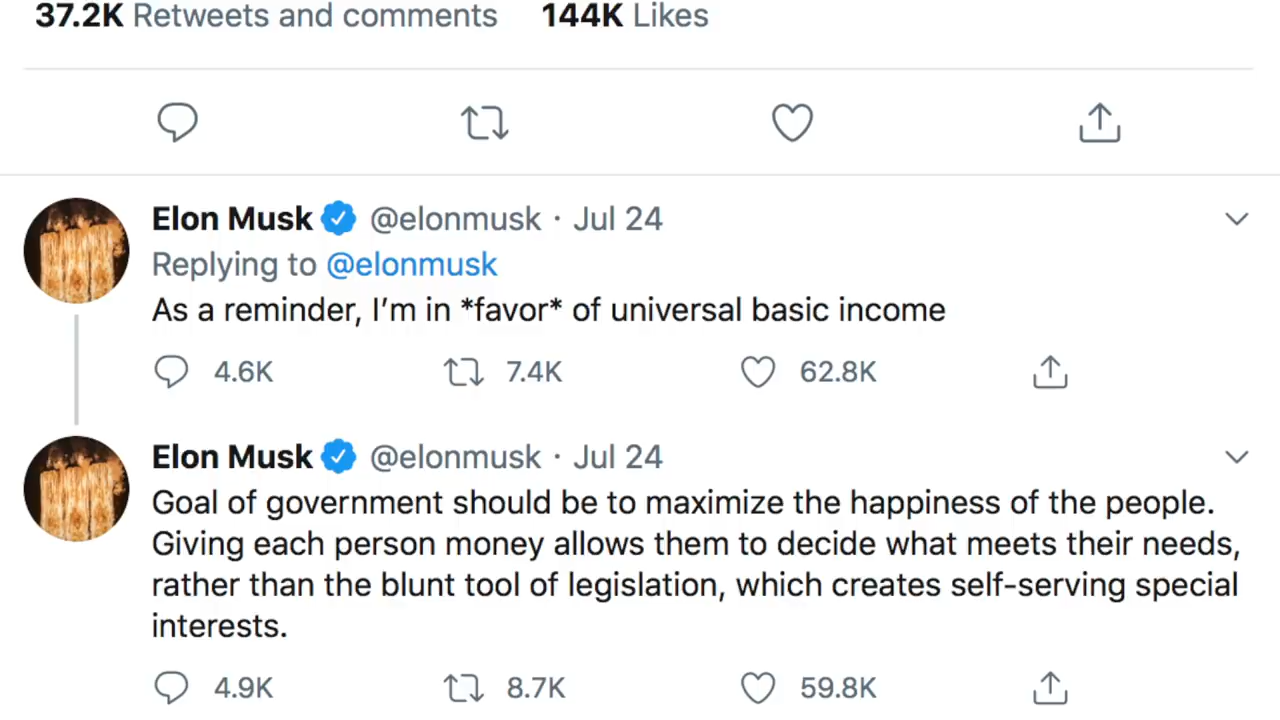 37.2K Retweets and comments 144K Likes
Elon Musk @elonmusk · Jul 24
Replying to @elonmusk
As a reminder, I’m in *favor* of universal basic income
4.6K 7.4K 62.8K
Elon Musk @elonmusk · Jul 24
Goal of government should be to maximize the happiness of the people.
Giving each person money allows them to decide what meets their needs,
rather than the blunt tool of legislation, which creates self-serving special
interests.
4.9K 8.7K 59.8K